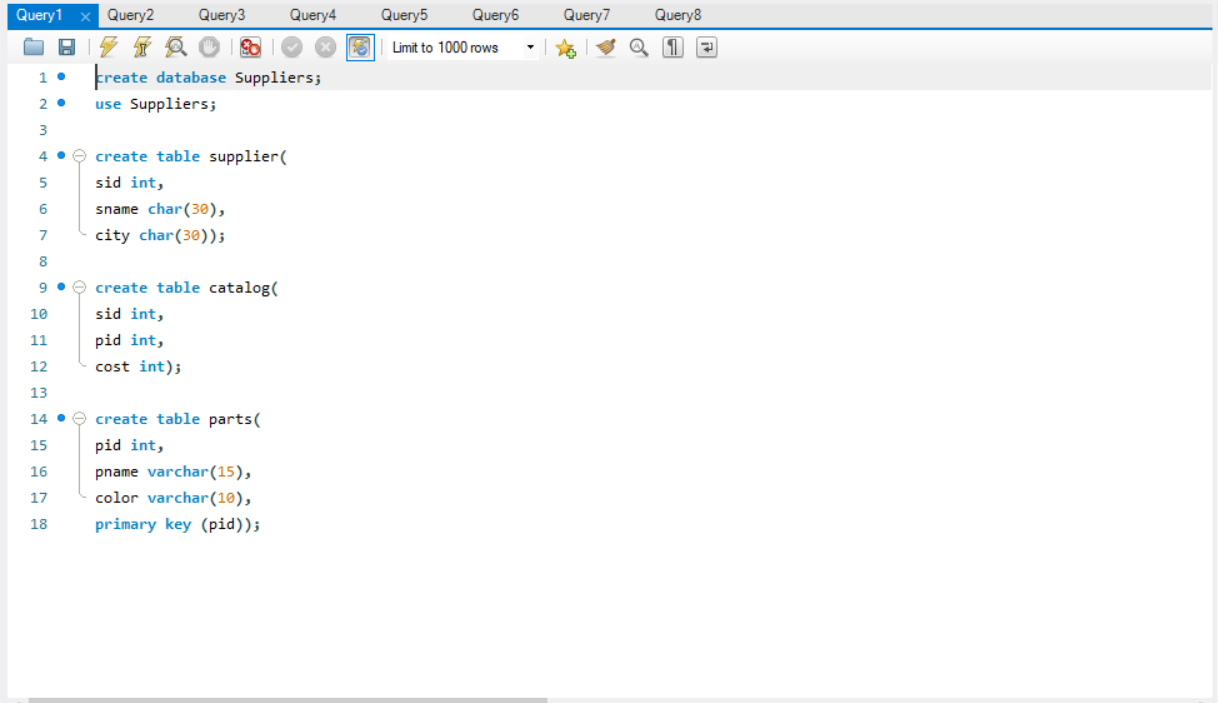 Query1 Query2 Query3 Query4 Query5 Query6 Query7 Query8
Limit to 1000 rows
1 create database Suppliers;
2 use Suppliers;
3
4 create table supplier(
5 sid int,
6 sname char(30),
7 city char(30));
8
9 create table catalog(
10 sid int,
11 pid int,
12 cost int);
13
14 create table parts(
15 pid int,
16 pname varchar(15),
17 color varchar(10),
18 primary key (pid));